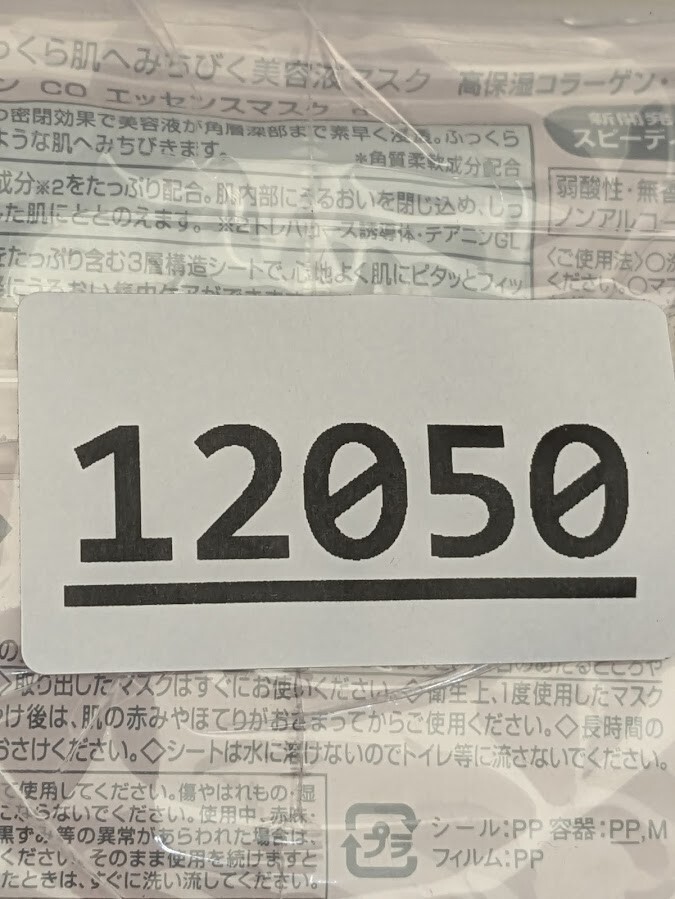 っくら肌へみちびく美容液マスク 高保湿コラーゲン・
ン CO エッセンスマスク
つ密閉効果で美容液が角層深部まで素早く浸透。ふっくら
ような肌へみちびきます。
*角質柔軟成分配合
新開発
スピーディ
成分※2をたっぷり配合。肌内部にうるおいを閉じ込め、しっ
した肌にととのえます。 ※2トレハロース誘導体・テアニンGL
弱酸性・無香
ノンアルコー
をたっぷり含む3層構造シートで、心地よく肌にピタッとフィッ
〈ご使用法〉○洗
ください。○マス
12050
◇取り出したマスクはすぐにお使いください。◇衛生上、1度使用したマスク
やけ後は、肌の赤みやほてりがおさまってからご使用ください。◇長時間の
おさけください。◇シートは水に溶けないのでトイレ等に流さないでください。
て使用してください。傷やはれもの・湿
にならないでください。使用中、赤味・
黒ずみ等の異常があらわれた場合は、
ください。そのまま使用を続けますと
たときは、すぐに洗い流してください。
プラ
シール:PP 容器:PP,M
フィルム:PP